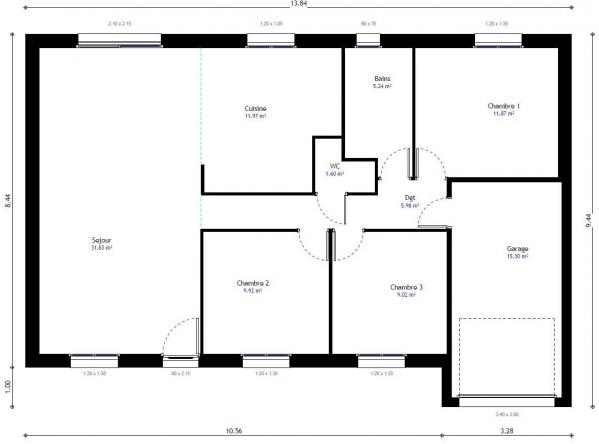 13.84
2.10 x 2.15
1.20 x 1.05
60 x 75
1.20 x 1.35
Bains
5.24 m²
Cuisine
11.97 m²
Chambre 1
11.87 m²
WC
1.60 m²
8.44
9.44
Dgt
5.98 m²
Sejour
31.83 m²
Garage
15.30 m²
Chambre 2
9.92 m²
Chambre 3
9.02 m²
1.20 x 1.35
90 x 2.15
1.20 x 1.35
1.20 x 1.35
1.00
2.40 x 2.00
10.56
3.28